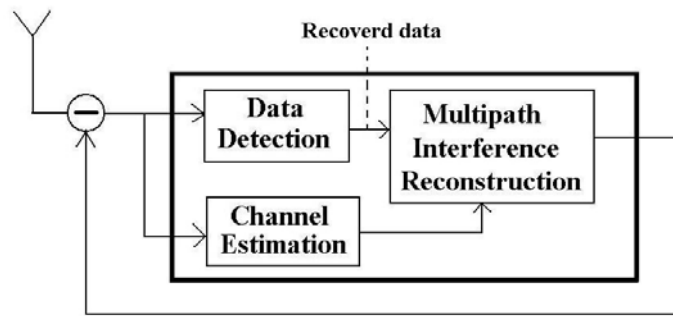 Recoverd data
Data
Detection
Multipath
Interference
Reconstruction
Channel
Estimation